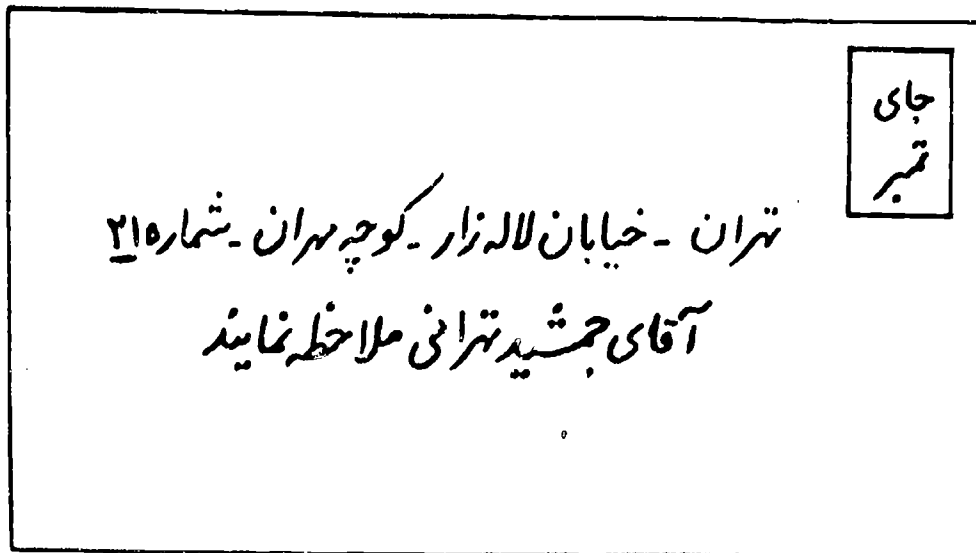 جای
تمبر
تهران - خیابان لاله زار - کوچه مهران - شماره ۲۱
آقای جمشید تهرانی ملاحظه نمایند